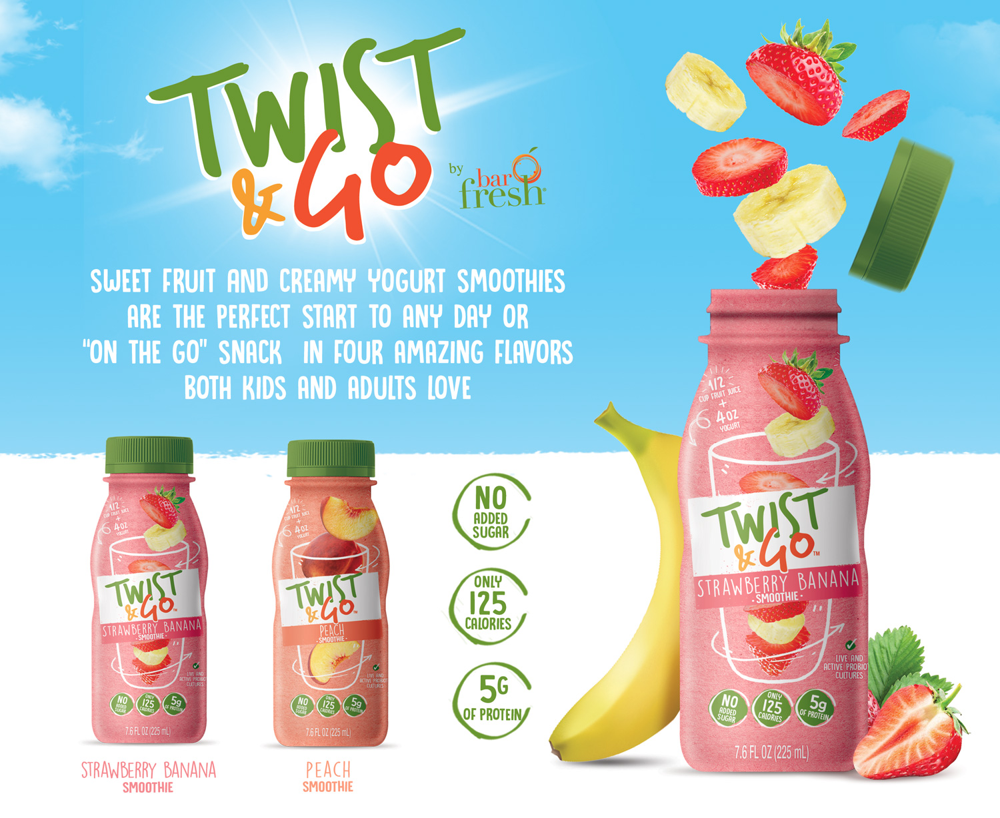 TWIST
& GO
by
bar
fresh®
SWEET FRUIT AND CREAMY YOGURT SMOOTHIES
ARE THE PERFECT START TO ANY DAY OR
"ON THE GO" SNACK IN FOUR AMAZING FLAVORS
BOTH KIDS AND ADULTS LOVE
1/2
CUP FRUIT JUICE
+
4OZ
YOGURT
TWIST
& GO™
STRAWBERRY BANANA
·SMOOTHIE·
LIVE AND
ACTIVE PROBIOT
CULTURES
NO
ADDED
SUGAR
ONLY
125
CALORIES
5g
OF PROTEIN
7.6 FL OZ (225 mL)
STRAWBERRY BANANA
SMOOTHIE
1/2
CUP FRUIT JUICE
+
4OZ
YOGURT
TWIST
& GO™
PEACH
·SMOOTHIE·
LIVE AND
ACTIVE PROBIOT
CULTURES
NO
ADDED
SUGAR
ONLY
125
CALORIES
5g
OF PROTEIN
7.6 FL OZ (225 mL)
PEACH
SMOOTHIE
NO
ADDED
SUGAR
ONLY
125
CALORIES
5G
OF PROTEIN
1/2
CUP FRUIT JUICE
+
4OZ
YOGURT
TWIST
& GO™
STRAWBERRY BANANA
·SMOOTHIE·
LIVE AND
ACTIVE PROBIOT
CULTURES
NO
ADDED
SUGAR
ONLY
125
CALORIES
5g
OF PROTEIN
7.6 FL OZ (225 mL)